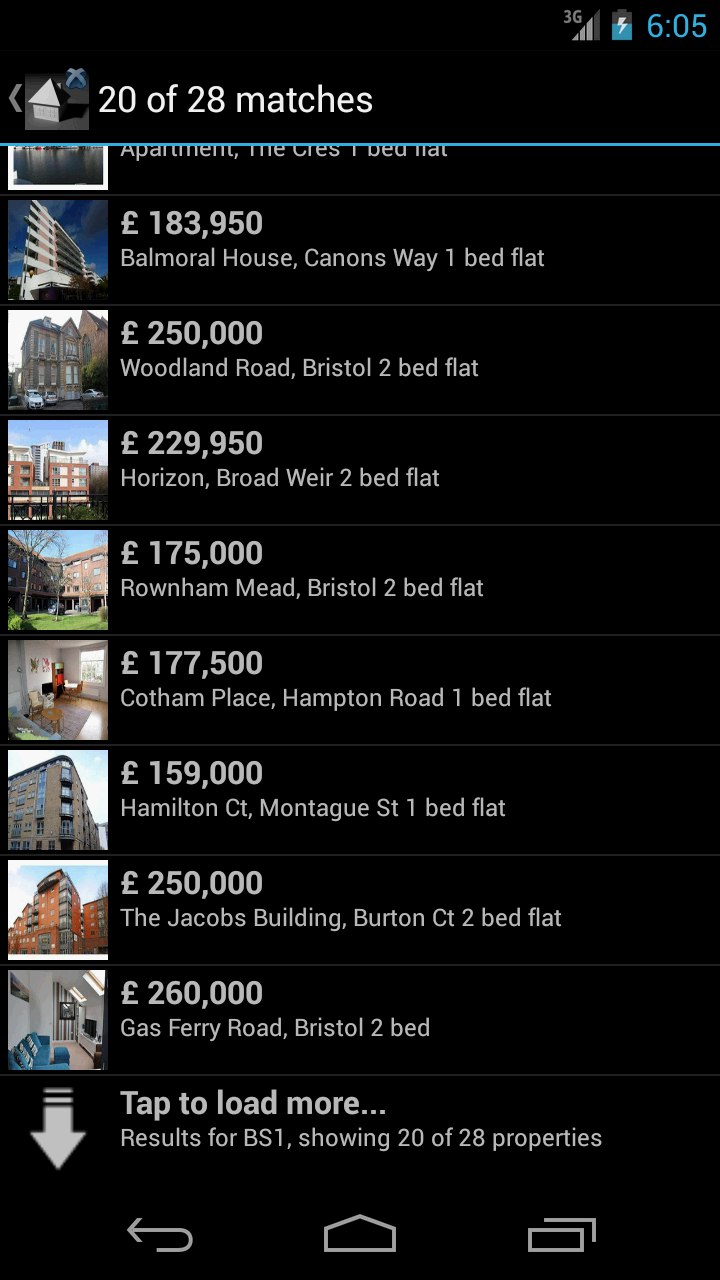 3G
6:05
20 of 28 matches
Apartment, The Cres 1 bed flat
£ 183,950
Balmoral House, Canons Way 1 bed flat
£ 250,000
Woodland Road, Bristol 2 bed flat
£ 229,950
Horizon, Broad Weir 2 bed flat
£ 175,000
Rownham Mead, Bristol 2 bed flat
£ 177,500
Cotham Place, Hampton Road 1 bed flat
£ 159,000
Hamilton Ct, Montague St 1 bed flat
£ 250,000
The Jacobs Building, Burton Ct 2 bed flat
£ 260,000
Gas Ferry Road, Bristol 2 bed
Tap to load more...
Results for BS1, showing 20 of 28 properties